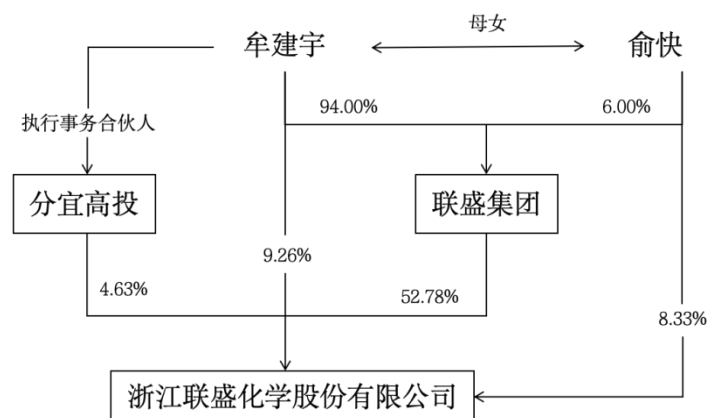 母女
牟建宇
俞快
94.00%
6.00%
执行事务合伙人
分宜高投
联盛集团
9.26%
4.63%
52.78%
8.33%
浙江联盛化学股份有限公司